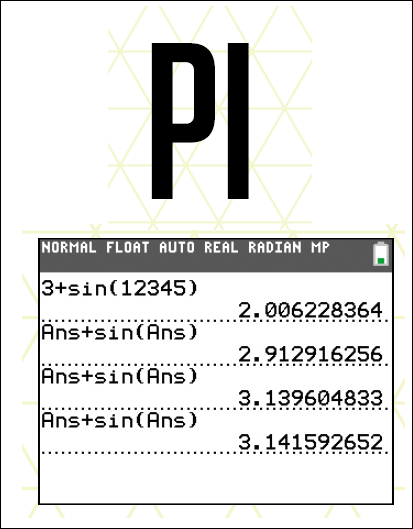 PI
NORMAL FLOAT AUTO REAL RADIAN MP
3+sin(12345)
2.006228364
Ans+sin(Ans)
2.912916256
Ans+sin(Ans)
3.139604833
Ans+sin(Ans)
3.141592652